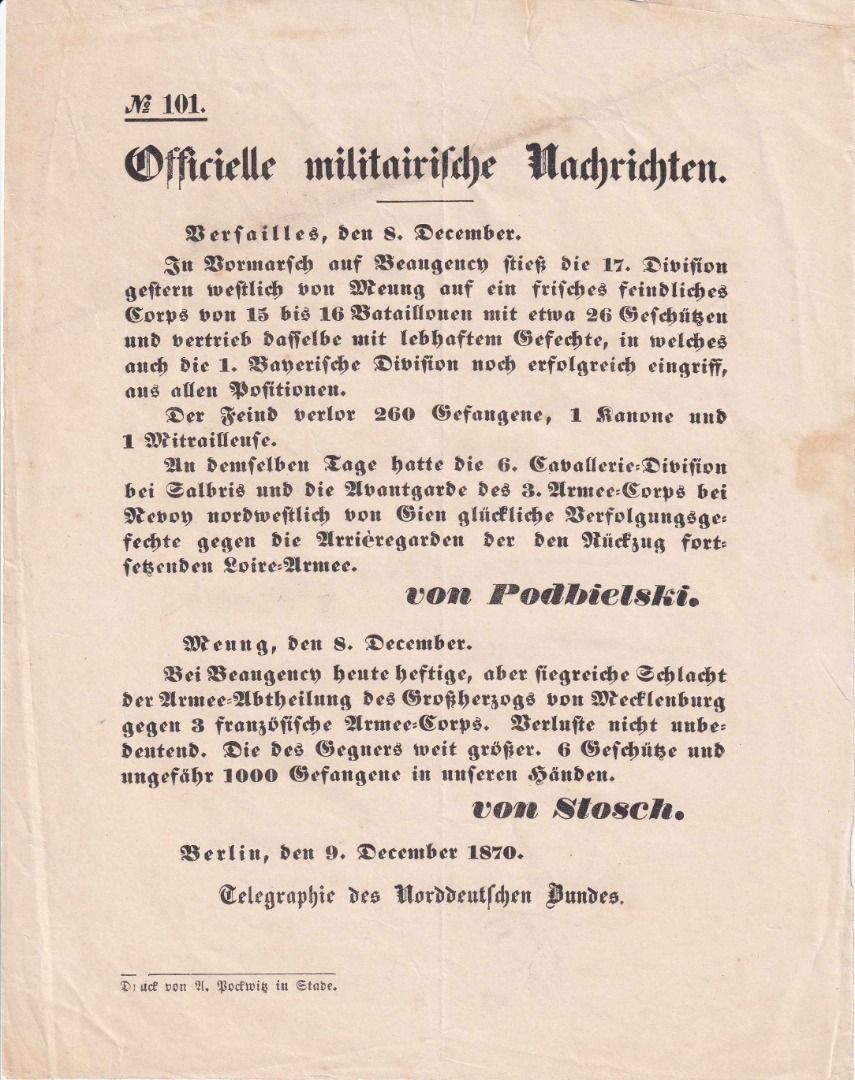 № 101.
Officielle militairische Nachrichten.
Versailles, den 8. December.
In Vormarsch auf Beaugency stieß die 17. Division
gestern westlich von Meung auf ein frisches feindliches
Corps von 15 bis 16 Bataillonen mit etwa 26 Geschützen
und vertrieb dasselbe mit lebhaftem Gefechte, in welches
auch die 1. Bayerische Division noch erfolgreich eingriff,
aus allen Positionen.
Der Feind verlor 260 Gefangene, 1 Kanone und
1 Mitrailleuse.
An demselben Tage hatte die 6. Cavallerie-Division
bei Salbris und die Avantgarde des 3. Armee-Corps bei
Nevoy nordwestlich von Gien glückliche Verfolgungsge-
fechte gegen die Arrièregarden der den Rückzug fort-
setzenden Loire-Armee.
von Podbielski.
Meung, den 8. December.
Bei Beaugency heute heftige, aber siegreiche Schlacht
der Armee-Abtheilung des Großherzogs von Mecklenburg
gegen 3 französische Armee-Corps. Verluste nicht unbe-
deutend. Die des Gegners weit größer. 6 Geschütze und
ungefähr 1000 Gefangene in unseren Händen.
von Stosch.
Berlin, den 9. December 1870.
Telegraphie des Norddeutschen Bundes.
Druck von A. Pockwitz in Stade.